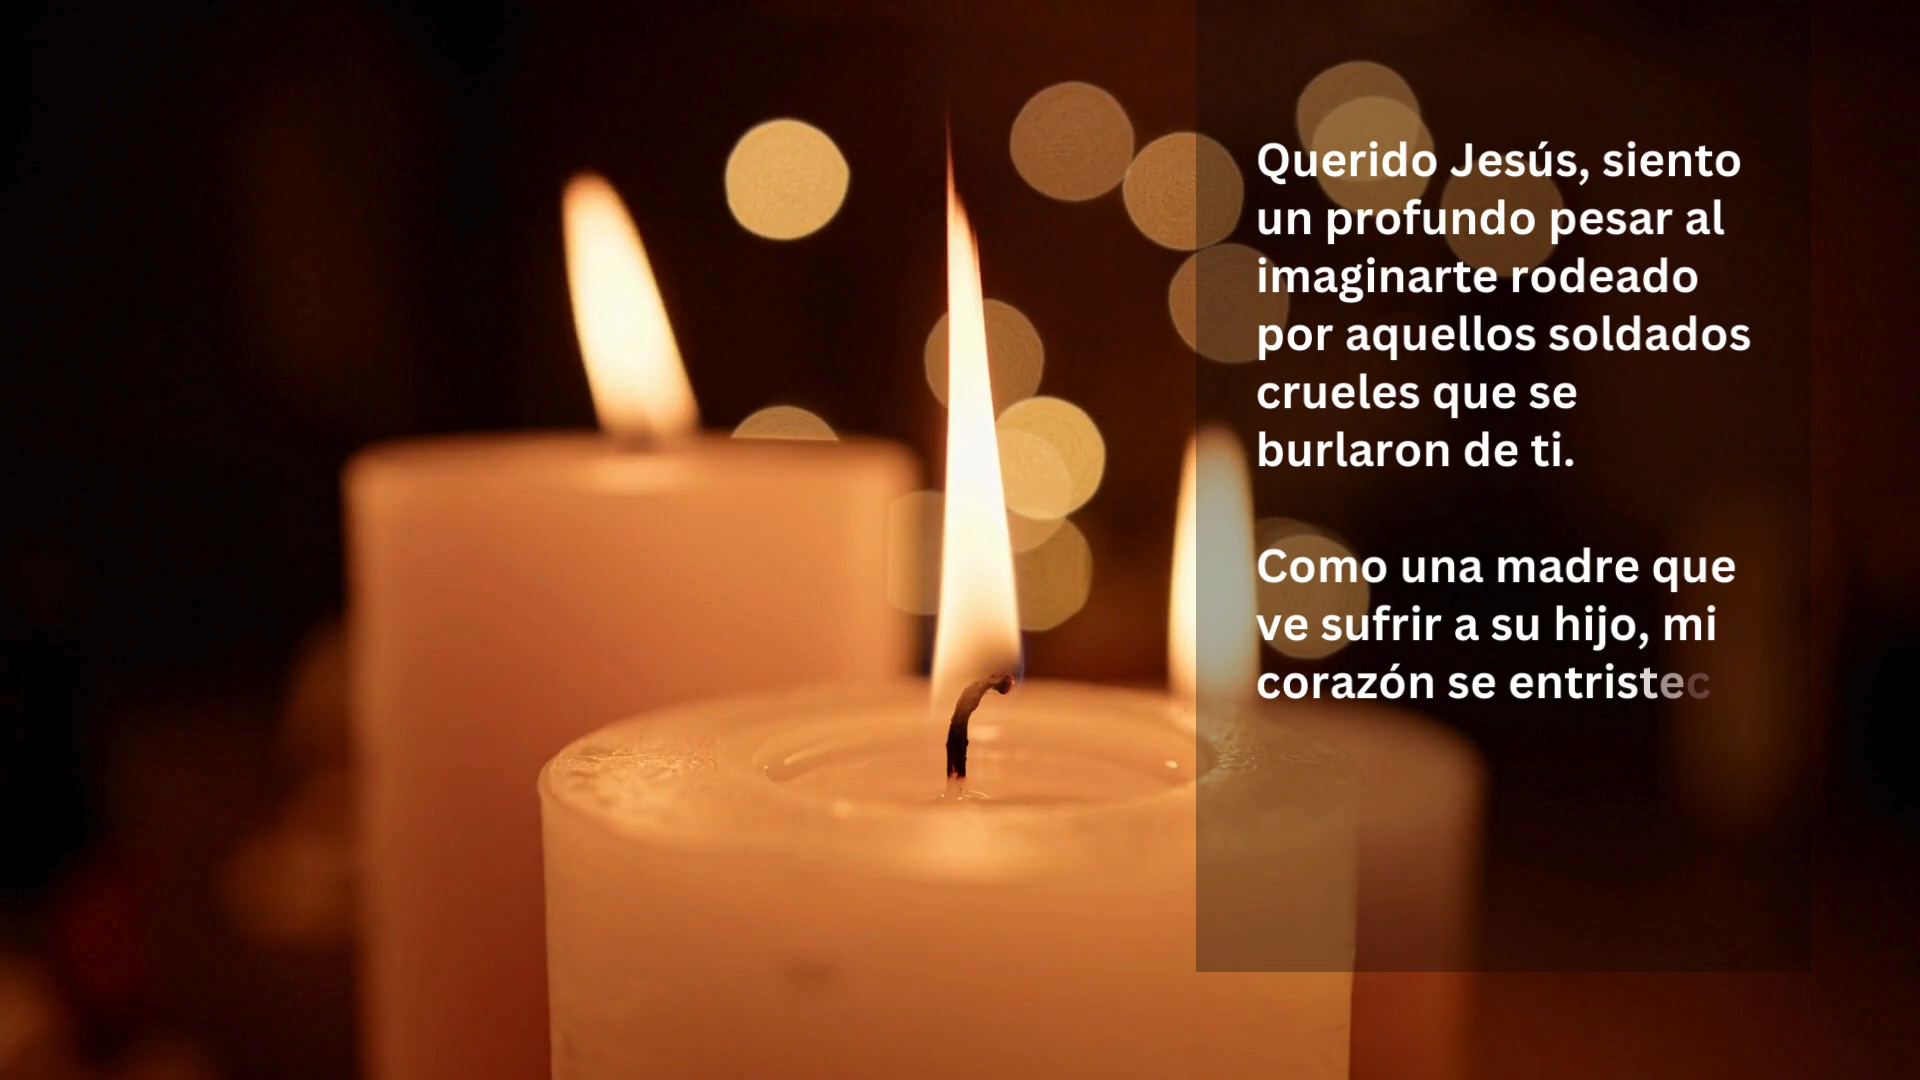 Querido Jesús, siento
un profundo pesar al
imaginarte rodeado
por aquellos soldados
crueles que se
burlaron de ti.
Como una madre que
ve sufrir a su hijo, mi
corazón se entristec